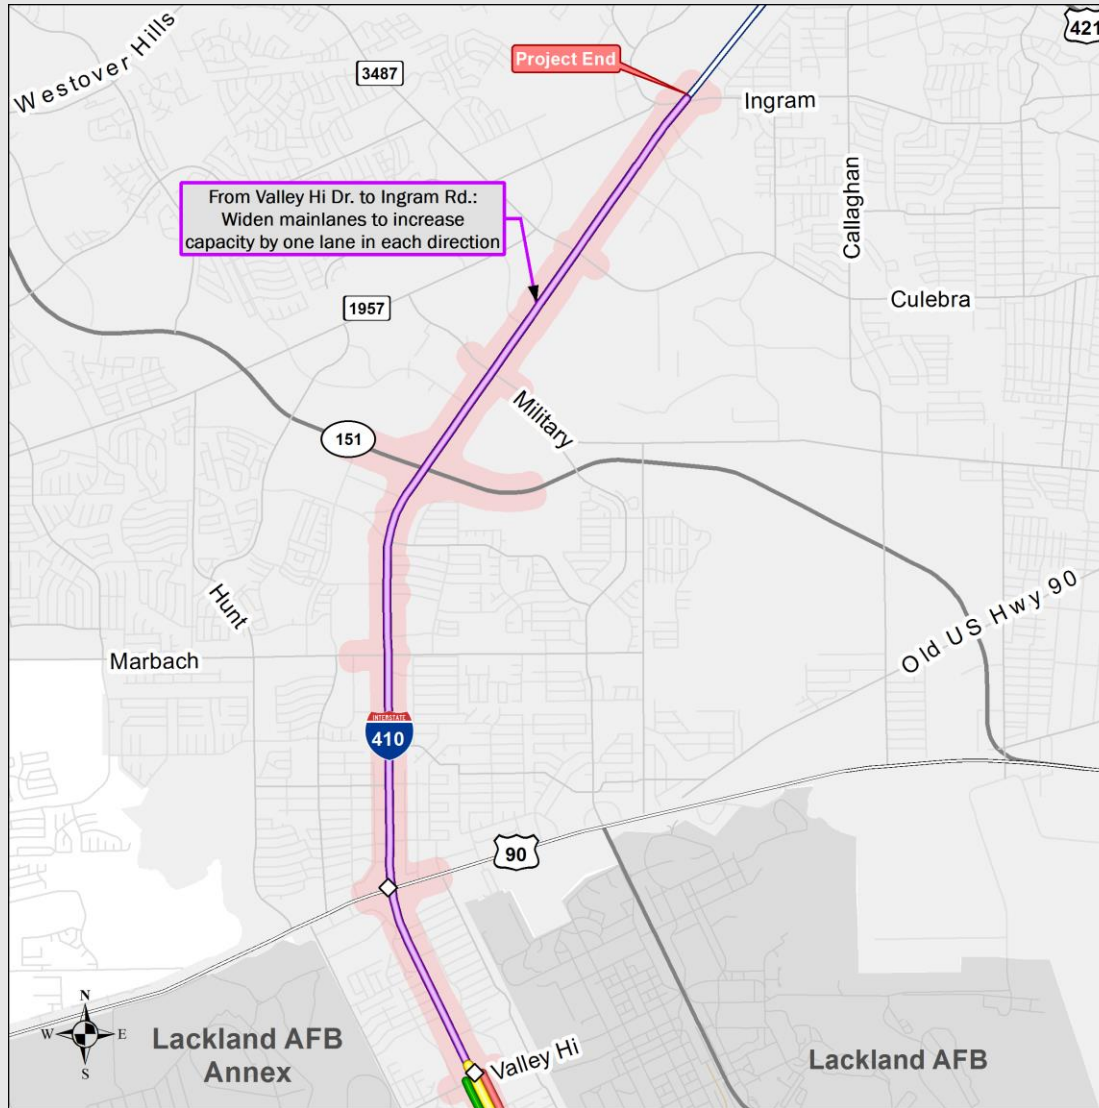 421
Westover Hills
Project End
3487
Ingram
Callaghan
From Valley Hi Dr. to Ingram Rd.:
Widen mainlanes to increase
capacity by one lane in each direction
Culebra
1957
Military
151
Old US Hwy 90
Hunt
Marbach
INTERSTATE
410
90
N
W E
S
Lackland AFB
Annex
Valley Hi
Lackland AFB